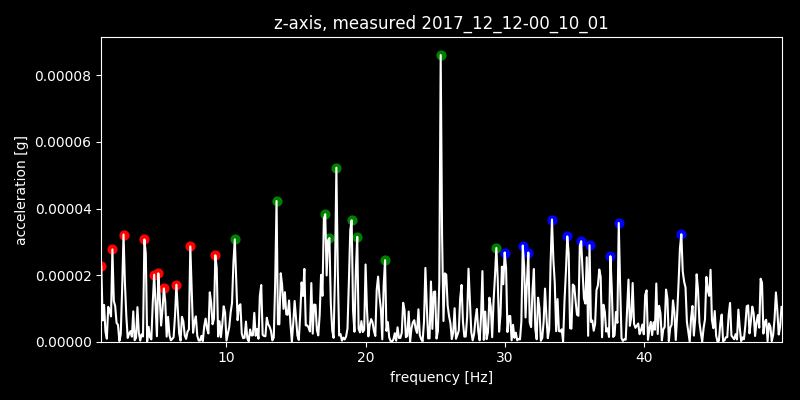 z-axis, measured 2017_12_12-00_10_01
0.00008
0.00006
0.00004
0.00002
0.00000
acceleration [g]
10 20 30 40
frequency [Hz]